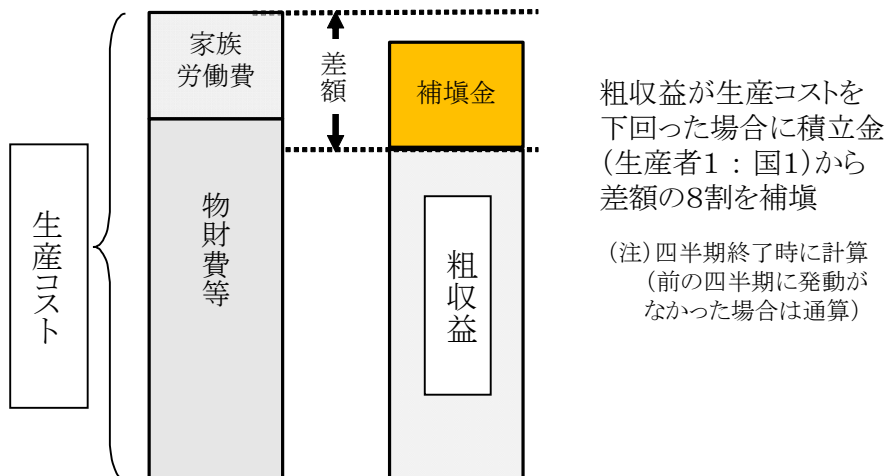 家族
労働費
差額
補塡金
生産コスト
物財費等
粗収益
粗収益が生産コストを
下回った場合に積立金
(生産者1：国1)から
差額の8割を補塡
(注)四半期終了時に計算
(前の四半期に発動が
なかった場合は通算)